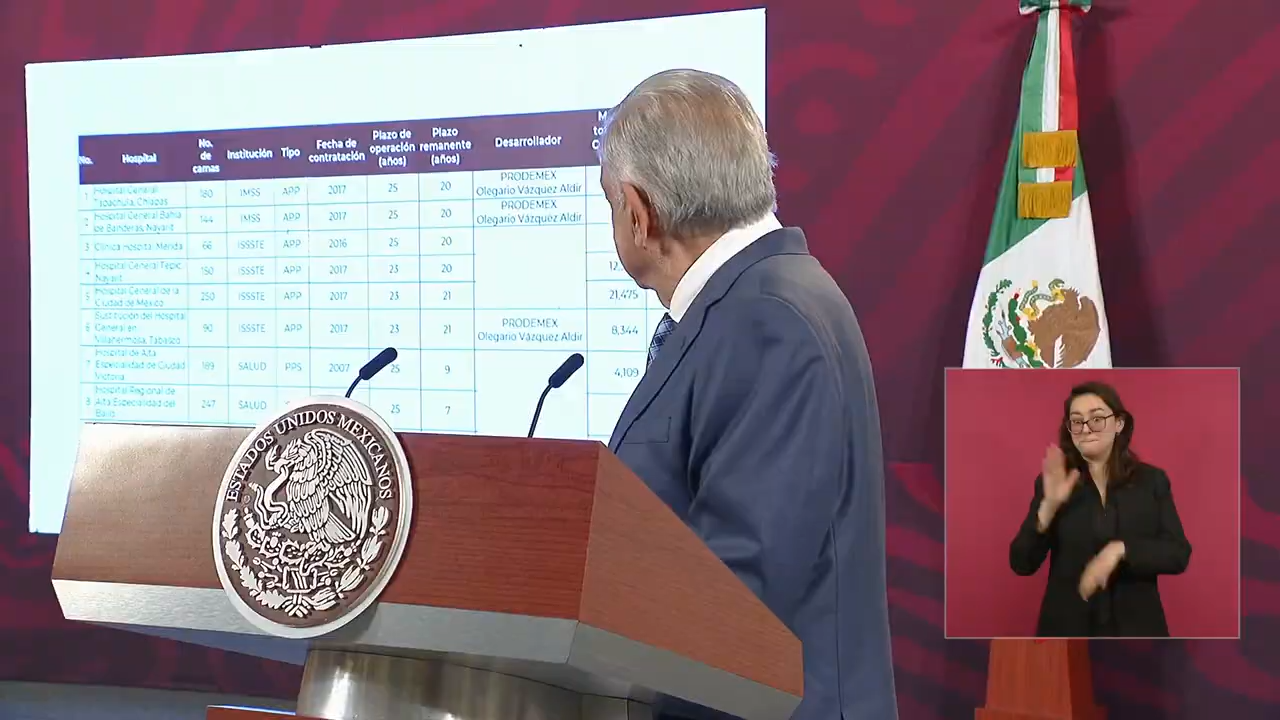 No. Hospital No. de camas Institución Tipo Fecha de contratación Plazo de operación (años) Plazo remanente (años) Desarrollador
Hospital General Tapachula, Chiapas 180 IMSS APP 2017 25 20 PRODEMEX Olegario Vázquez Aldir
2 Hospital General Bahía de Banderas, Nayarit 144 IMSS APP 2017 25 20 PRODEMEX Olegario Vázquez Aldir
3 Clínica Hospital Mérida 66 ISSSTE APP 2016 25 20
Hospital General Tepic, Nayarit 150 ISSSTE APP 2017 23 20
5 Hospital General de la Ciudad de México 250 ISSSTE APP 2017 23 21 21,475
6 Sustitución del Hospital General en Villahermosa, Tabasco 90 ISSSTE APP 2017 23 21 PRODEMEX Olegario Vázquez Aldir 8,344
7 Hospital de Alta Especialidad de Ciudad Victoria 189 SALUD PPS 2007 25 9 4,109
8 Hospital Regional de Alta Especialidad del Bajío 247 SALUD 25 7
ESTADOS UNIDOS MEXICANOS